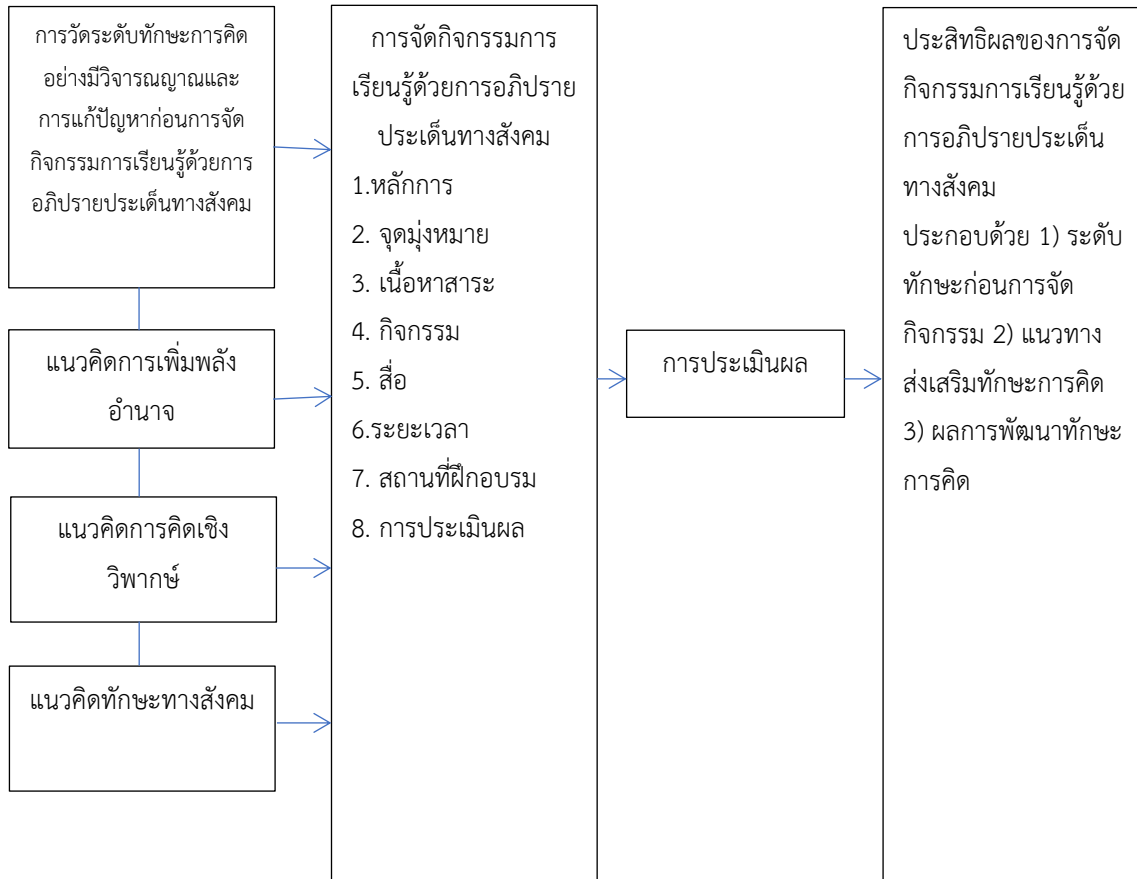 การวัดระดับทักษะการคิด
อย่างมีวิจารณญาณและ
การแก้ปัญหาก่อนการจัด
กิจกรรมการเรียนรู้ด้วยการ
อภิปรายประเด็นทางสังคม
แนวคิดการเพิ่มพลัง
อำนาจ
แนวคิดการคิดเชิง
วิพากษ์
แนวคิดทักษะทางสังคม
การจัดกิจกรรมการ
เรียนรู้ด้วยการอภิปราย
ประเด็นทางสังคม
1.หลักการ
2. จุดมุ่งหมาย
3. เนื้อหาสาระ
4. กิจกรรม
5. สื่อ
6.ระยะเวลา
7. สถานที่ฝึกอบรม
8. การประเมินผล
การประเมินผล
ประสิทธิผลของการจัด
กิจกรรมการเรียนรู้ด้วย
การอภิปรายประเด็น
ทางสังคม
ประกอบด้วย 1) ระดับ
ทักษะก่อนการจัด
กิจกรรม 2) แนวทาง
ส่งเสริมทักษะการคิด
3) ผลการพัฒนาทักษะ
การคิด